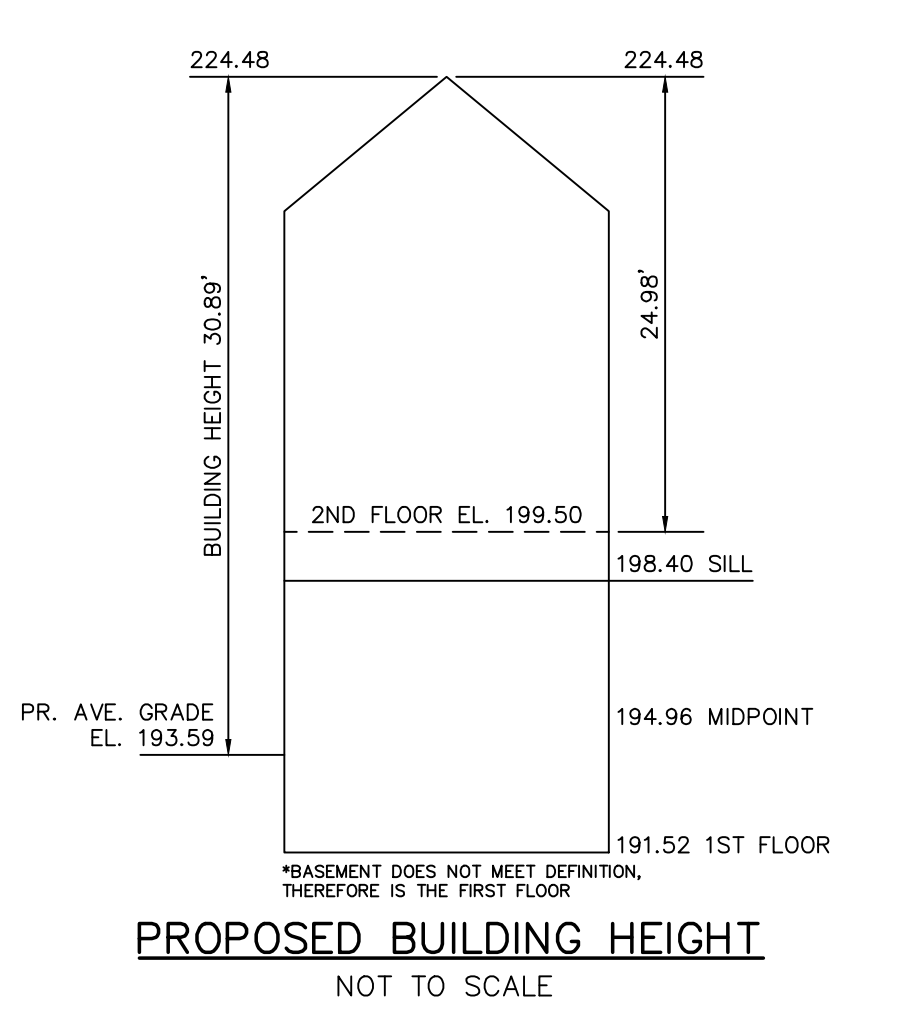 224.48
224.48
BUILDING HEIGHT 30.89'
24.98'
2ND FLOOR EL. 199.50
198.40 SILL
PR. AVE. GRADE
EL. 193.59
194.96 MIDPOINT
191.52 1ST FLOOR
*BASEMENT DOES NOT MEET DEFINITION,
THEREFORE IS THE FIRST FLOOR
PROPOSED BUILDING HEIGHT
NOT TO SCALE